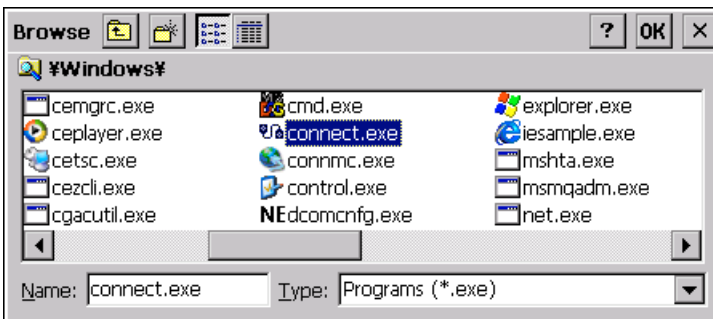 Browse ? OK ×
¥Windows¥
cemgrc.exe cmd.exe explorer.exe
ceplayer.exe connect.exe iesample.exe
cetsc.exe connmc.exe mshta.exe
cezcli.exe control.exe msmqadm.exe
cgacutil.exe NEdcomcnfg.exe net.exe
Name: connect.exe Type: Programs (*.exe)